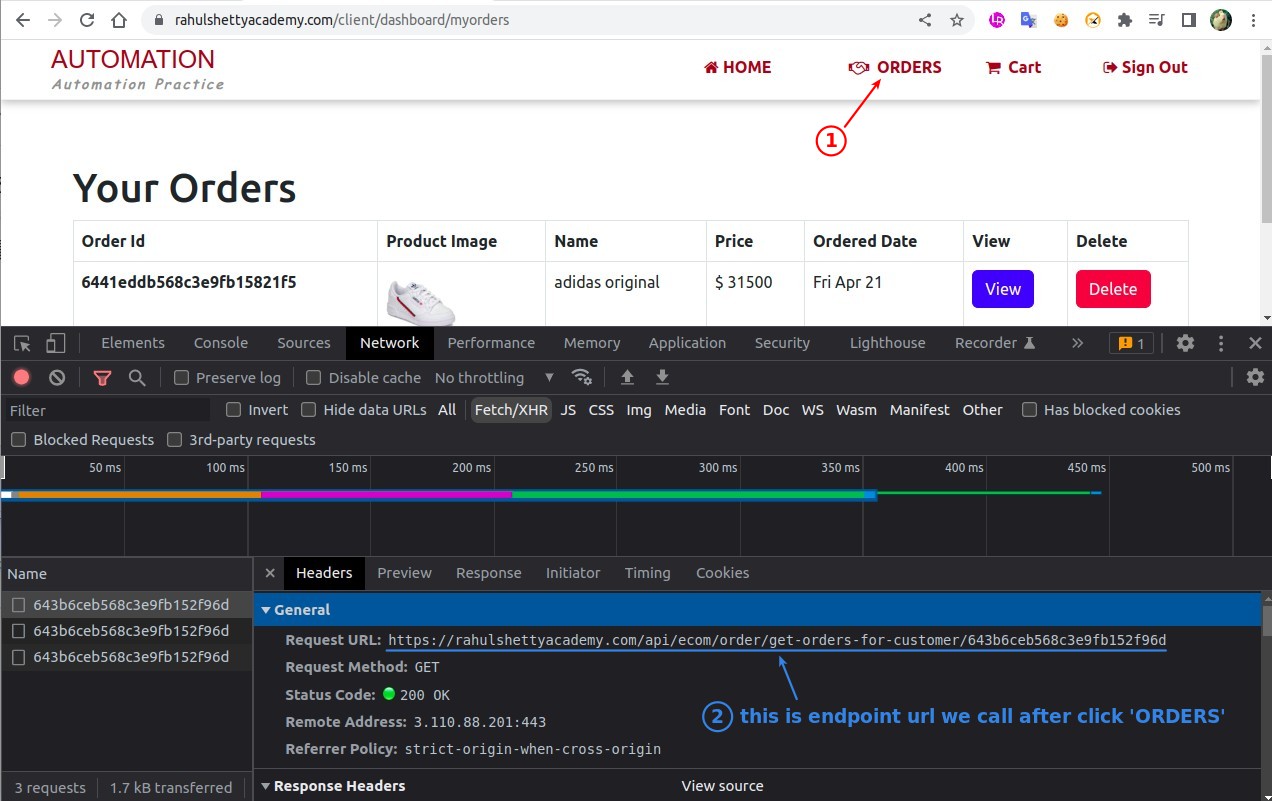 rahulshettyacademy.com/client/dashboard/myorders
AUTOMATION
Automation Practice
HOME ORDERS Cart Sign Out
1
Your Orders
Order Id Product Image Name Price Ordered Date View Delete
6441eddb568c3e9fb15821f5 adidas original $ 31500 Fri Apr 21 View Delete
Elements Console Sources Network Performance Memory Application Security Lighthouse Recorder » 1
Preserve log Disable cache No throttling
Filter Invert Hide data URLs All Fetch/XHR JS CSS Img Media Font Doc WS Wasm Manifest Other Has blocked cookies
Blocked Requests 3rd-party requests
50 ms 100 ms 150 ms 200 ms 250 ms 300 ms 350 ms 400 ms 450 ms 500 ms
Name × Headers Preview Response Initiator Timing Cookies
643b6ceb568c3e9fb152f96d
643b6ceb568c3e9fb152f96d
643b6ceb568c3e9fb152f96d
General
Request URL: https://rahulshettyacademy.com/api/ecom/order/get-orders-for-customer/643b6ceb568c3e9fb152f96d
Request Method: GET
Status Code: 200 OK
Remote Address: 3.110.88.201:443
Referrer Policy: strict-origin-when-cross-origin
2 this is endpoint url we call after click 'ORDERS'
Response Headers View source
3 requests 1.7 kB transferred